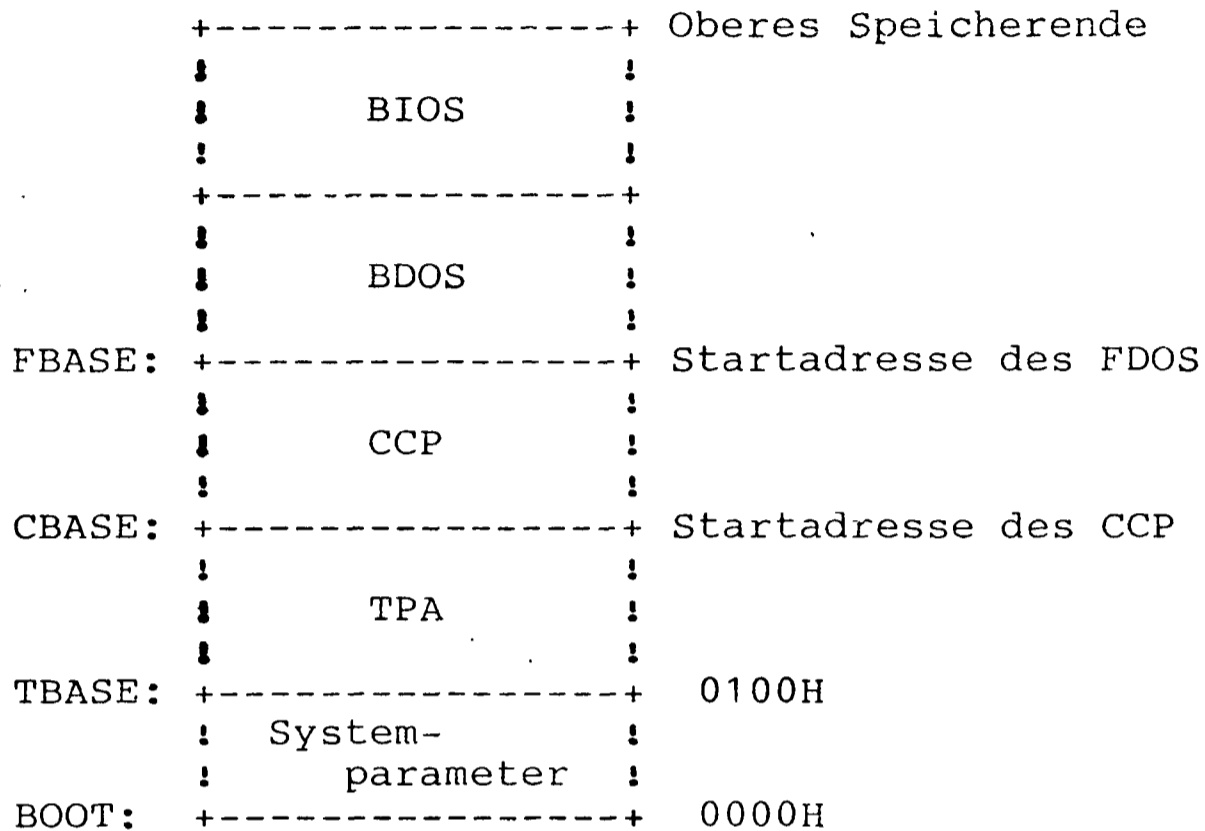 +-----------------+ Oberes Speicherende
! !
! BIOS !
! !
+-----------------+
! !
! BDOS !
! !
FBASE: +-----------------+ Startadresse des FDOS
! !
! CCP !
! !
CBASE: +-----------------+ Startadresse des CCP
! !
! TPA !
! !
TBASE: +-----------------+ 0100H
! System- !
! parameter !
BOOT: +-----------------+ 0000H